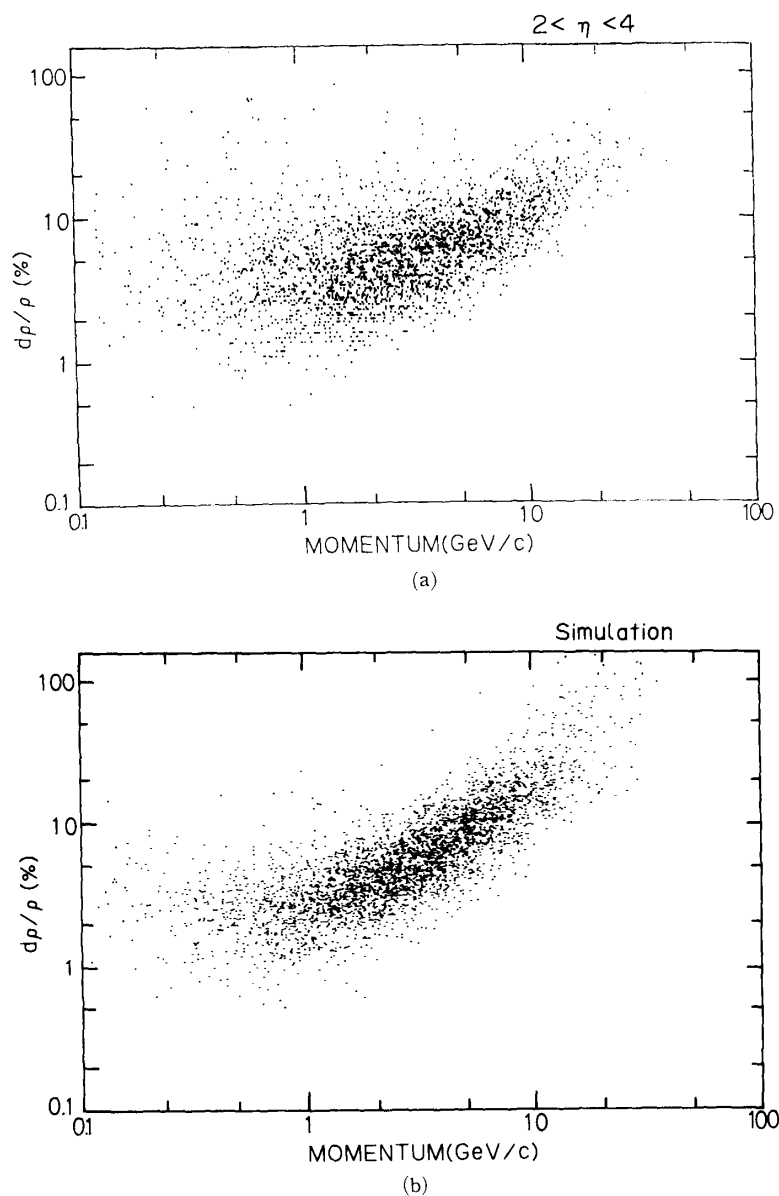 2< η <4
100
10
1
0.1
dp/p (%)
0.1 1 10 100
MOMENTUM(GeV/c)
(a)
Simulation
100
10
1
0.1
dp/p (%)
0.1 1 10 100
MOMENTUM(GeV/c)
(b)